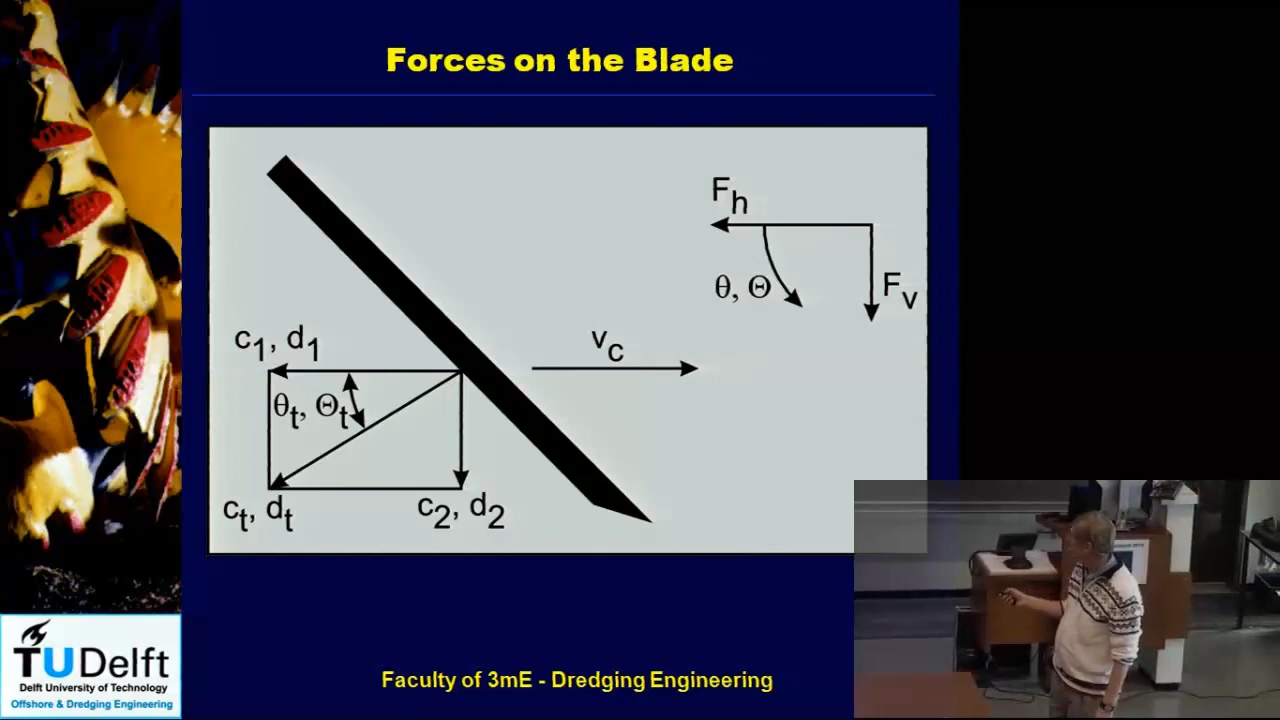 Forces on the Blade
Fh
θ, Θ
Fv
c1, d1
vc
θt, Θt
ct, dt
c2, d2
TUDelft
Delft University of Technology
Offshore & Dredging Engineering
Faculty of 3mE - Dredging Engineering